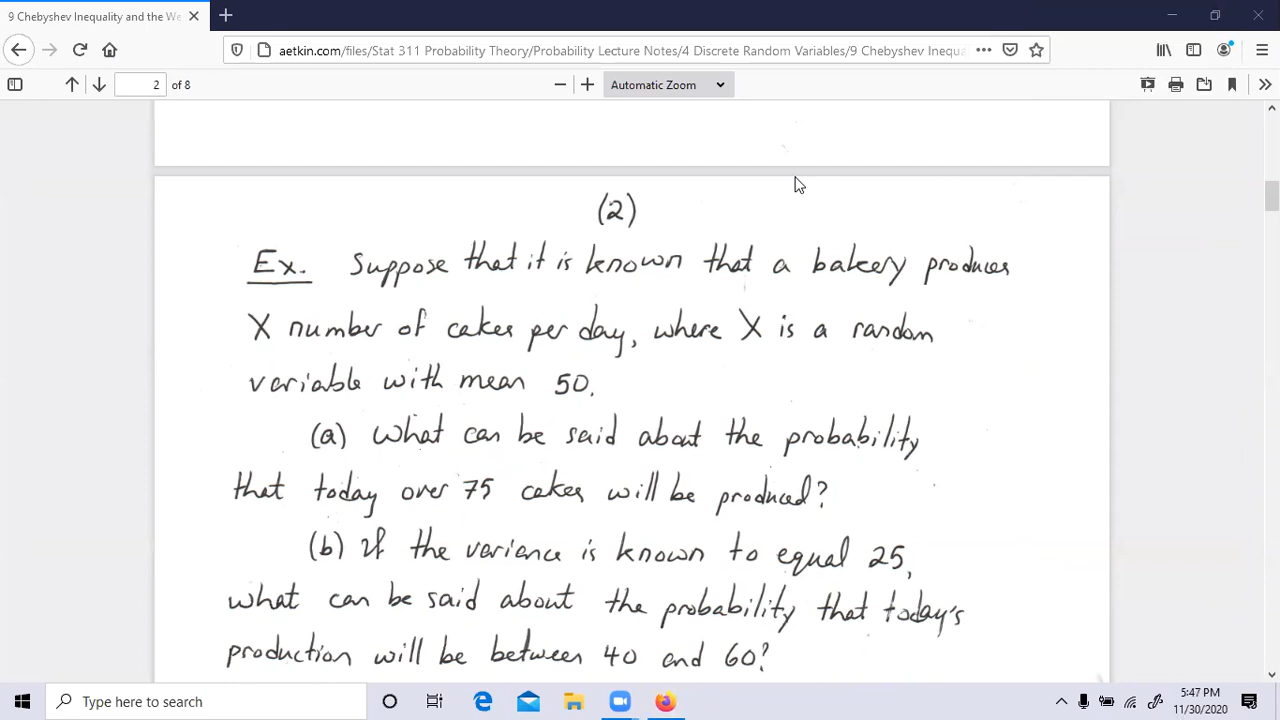 9 Chebyshev Inequality and the We
aetkin.com/files/Stat 311 Probability Theory/Probability Lecture Notes/4 Discrete Random Variables/9 Chebyshev Inequ
2 of 8
Automatic Zoom
(2)
Ex. Suppose that it is known that a bakery produces
X number of cakes per day, where X is a random
variable with mean 50.
(a) What can be said about the probability
that today over 75 cakes will be produced?
(b) If the variance is known to equal 25,
what can be said about the probability that today's
production will be between 40 and 60?
Type here to search
5:47 PM
11/30/2020